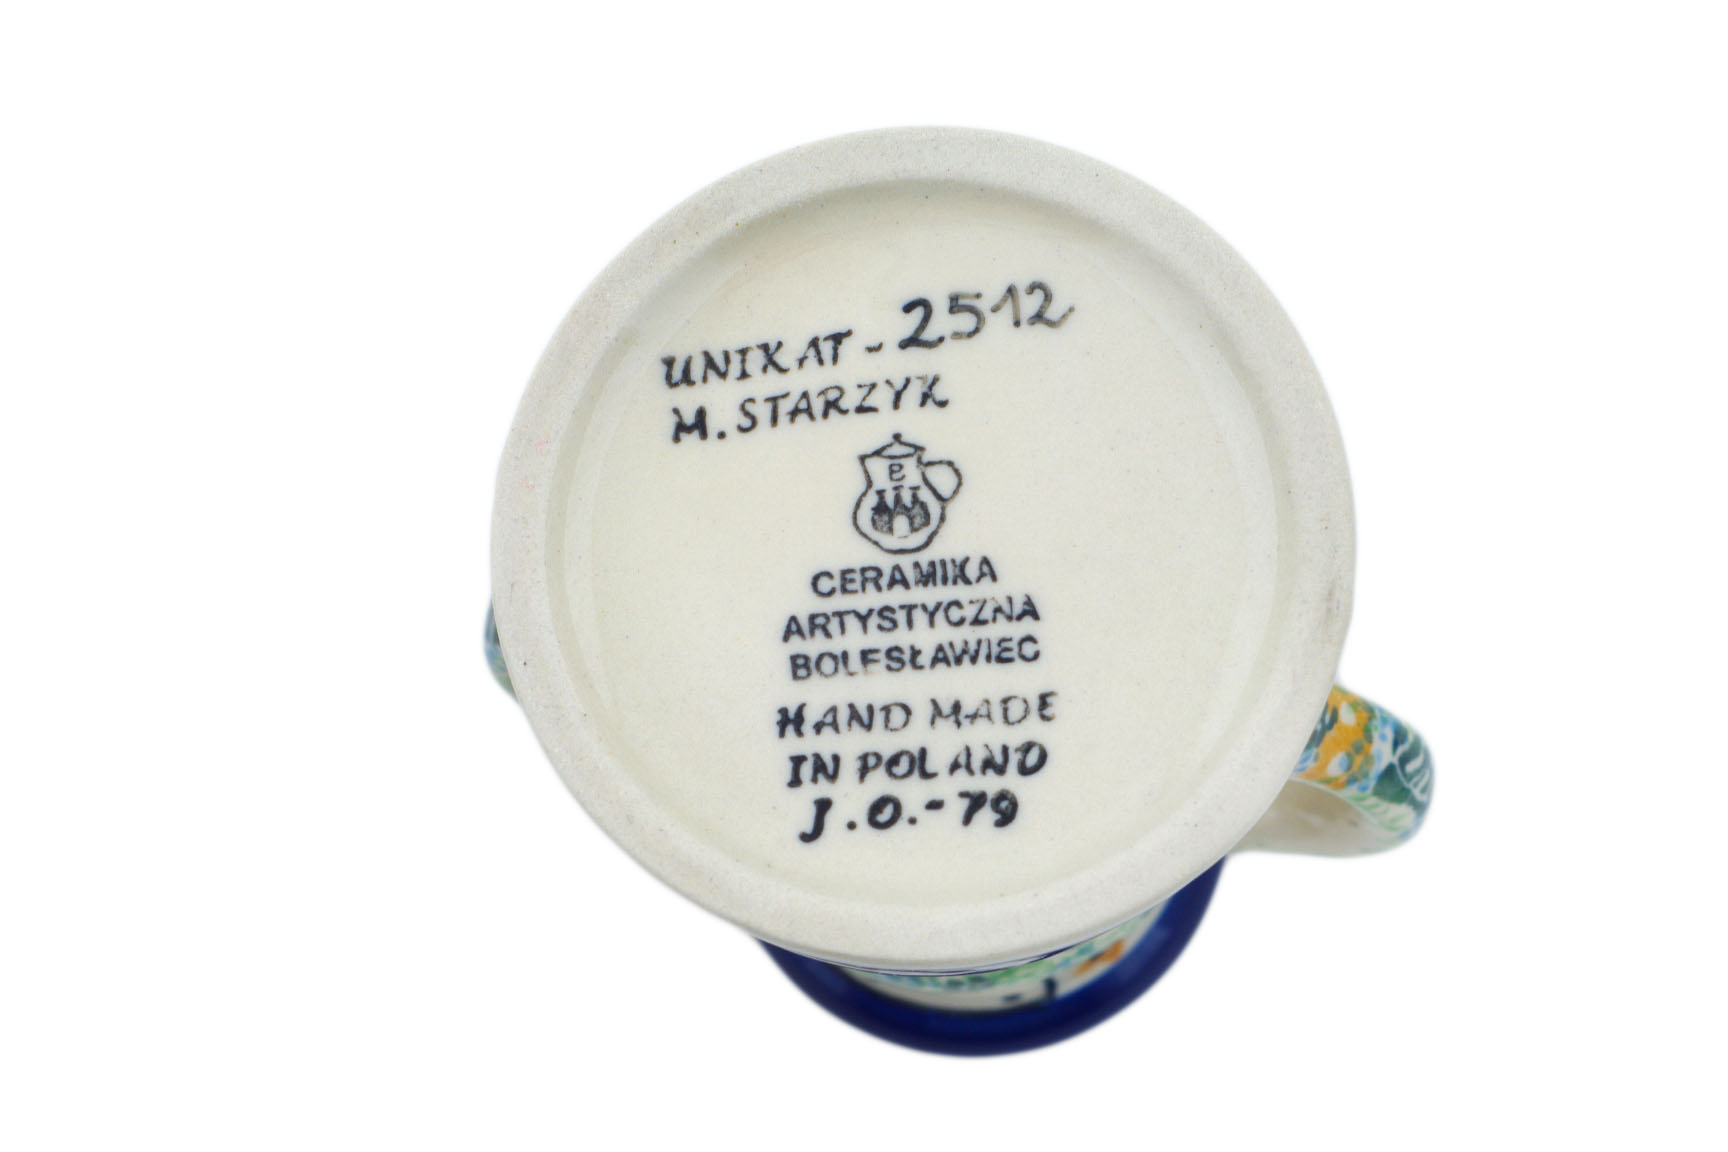 UNIKAT - 2512
M. STARZYK
B
CERAMIKA
ARTYSTYCZNA
BOLESŁAWIEC
HAND MADE
IN POLAND
J.O.-79